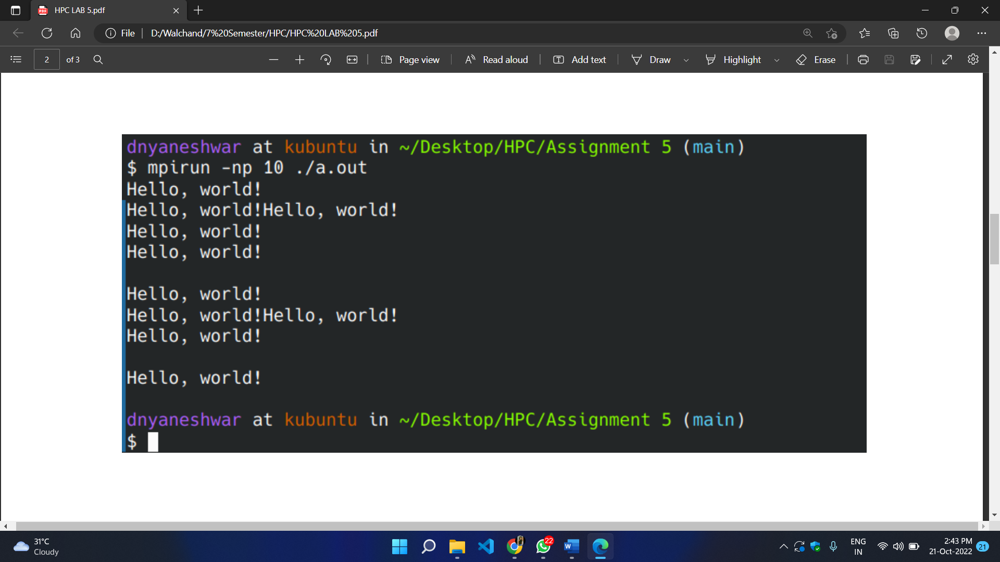 HPC LAB 5.pdf
File D:/Walchand/7%20Semester/HPC/HPC%20LAB%205.pdf
2 of 3 Page view Read aloud Add text Draw Highlight Erase
dnyaneshwar at kubuntu in ~/Desktop/HPC/Assignment 5 (main)
$ mpirun -np 10 ./a.out
Hello, world!
Hello, world!Hello, world!
Hello, world!
Hello, world!
Hello, world!
Hello, world!Hello, world!
Hello, world!
Hello, world!
dnyaneshwar at kubuntu in ~/Desktop/HPC/Assignment 5 (main)
$
31°C
Cloudy
22
ENG
IN
2:43 PM
21-Oct-2022
21